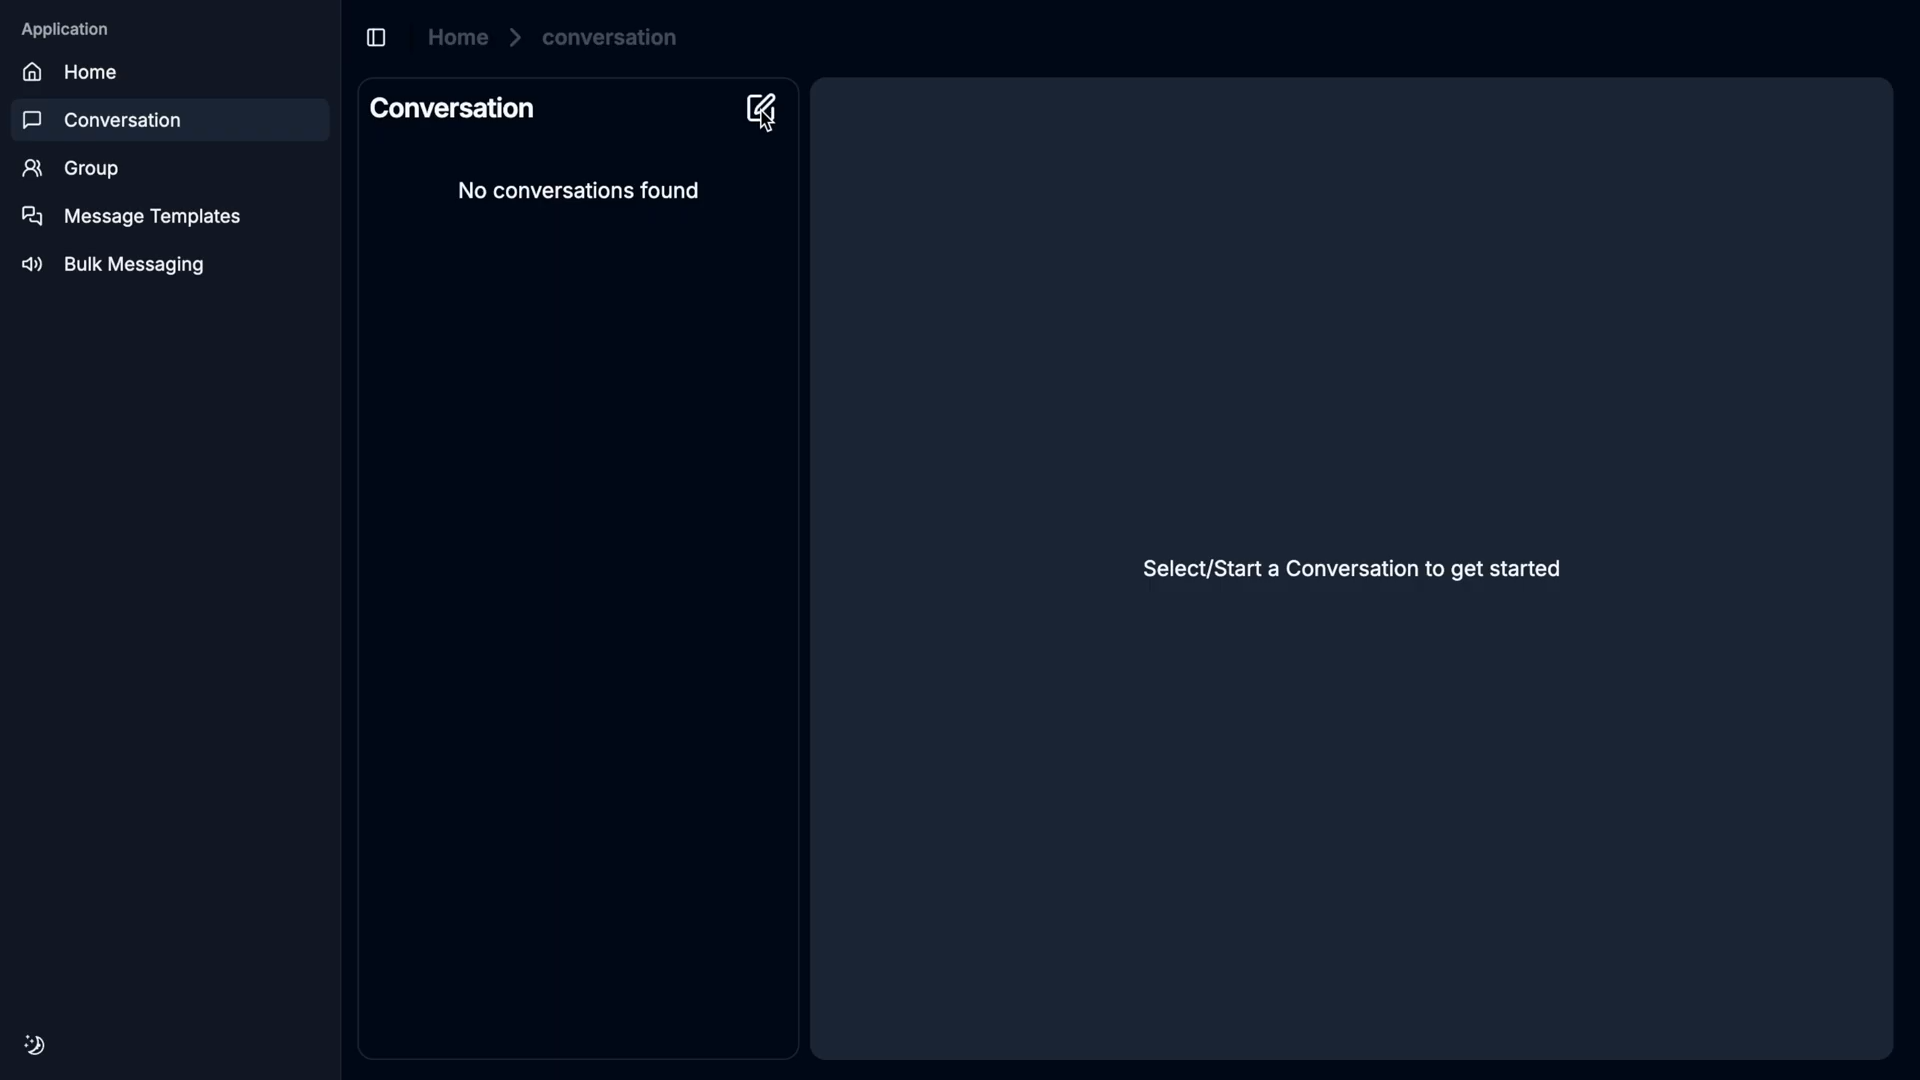 Application
Home
Conversation
Group
Message Templates
Bulk Messaging
Home
conversation
Conversation
No conversations found
Select/Start a Conversation to get started